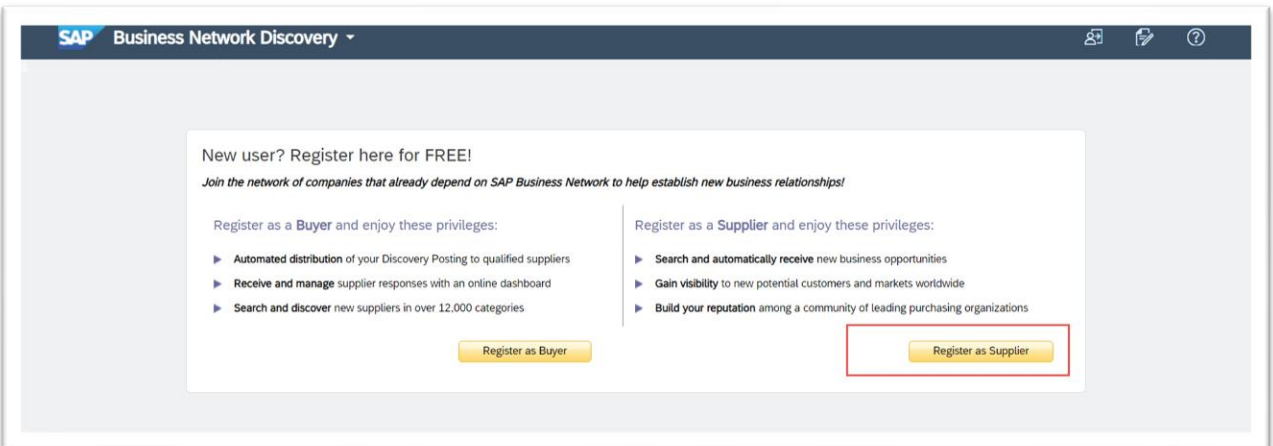 SAP Business Network Discovery
New user? Register here for FREE!
Join the network of companies that already depend on SAP Business Network to help establish new business relationships!
Register as a Buyer and enjoy these privileges:
Automated distribution of your Discovery Posting to qualified suppliers
Receive and manage supplier responses with an online dashboard
Search and discover new suppliers in over 12,000 categories
Register as Buyer
Register as a Supplier and enjoy these privileges:
Search and automatically receive new business opportunities
Gain visibility to new potential customers and markets worldwide
Build your reputation among a community of leading purchasing organizations
Register as Supplier